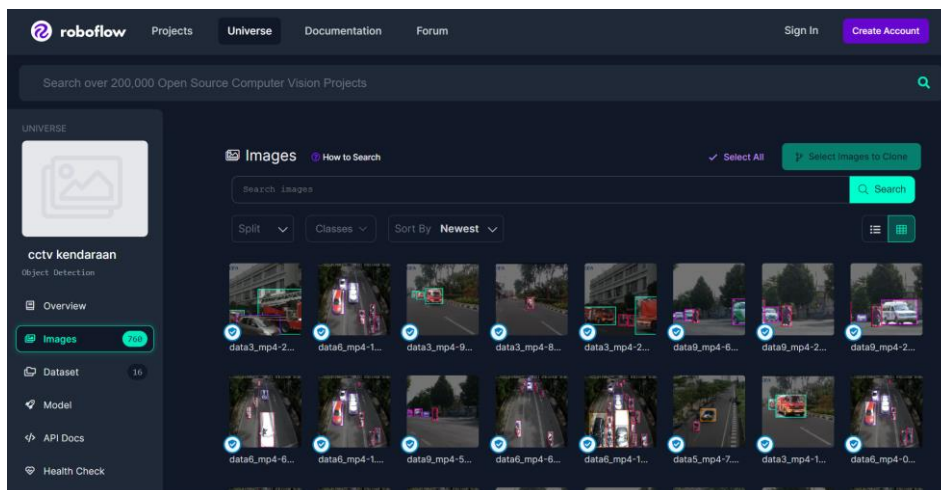 roboflow Projects Universe Documentation Forum Sign In Create Account
Search over 200,000 Open Source Computer Vision Projects
UNIVERSE
Images How to Search Select All Select Images to Clone
Search images Search
Split Classes Sort By Newest
cctv kendaraan
Object Detection
Overview
Images 760
Dataset 16
Model
API Docs
Health Check
data3_mp4-2... data6_mp4-1... data3_mp4-9... data3_mp4-8... data3_mp4-2... data9_mp4-6... data9_mp4-2... data9_mp4-2...
data6_mp4-6... data6_mp4-1.... data9_mp4-5... data6_mp4-6... data6_mp4-1... data5_mp4-7.... data3_mp4-1... data6_mp4-0...